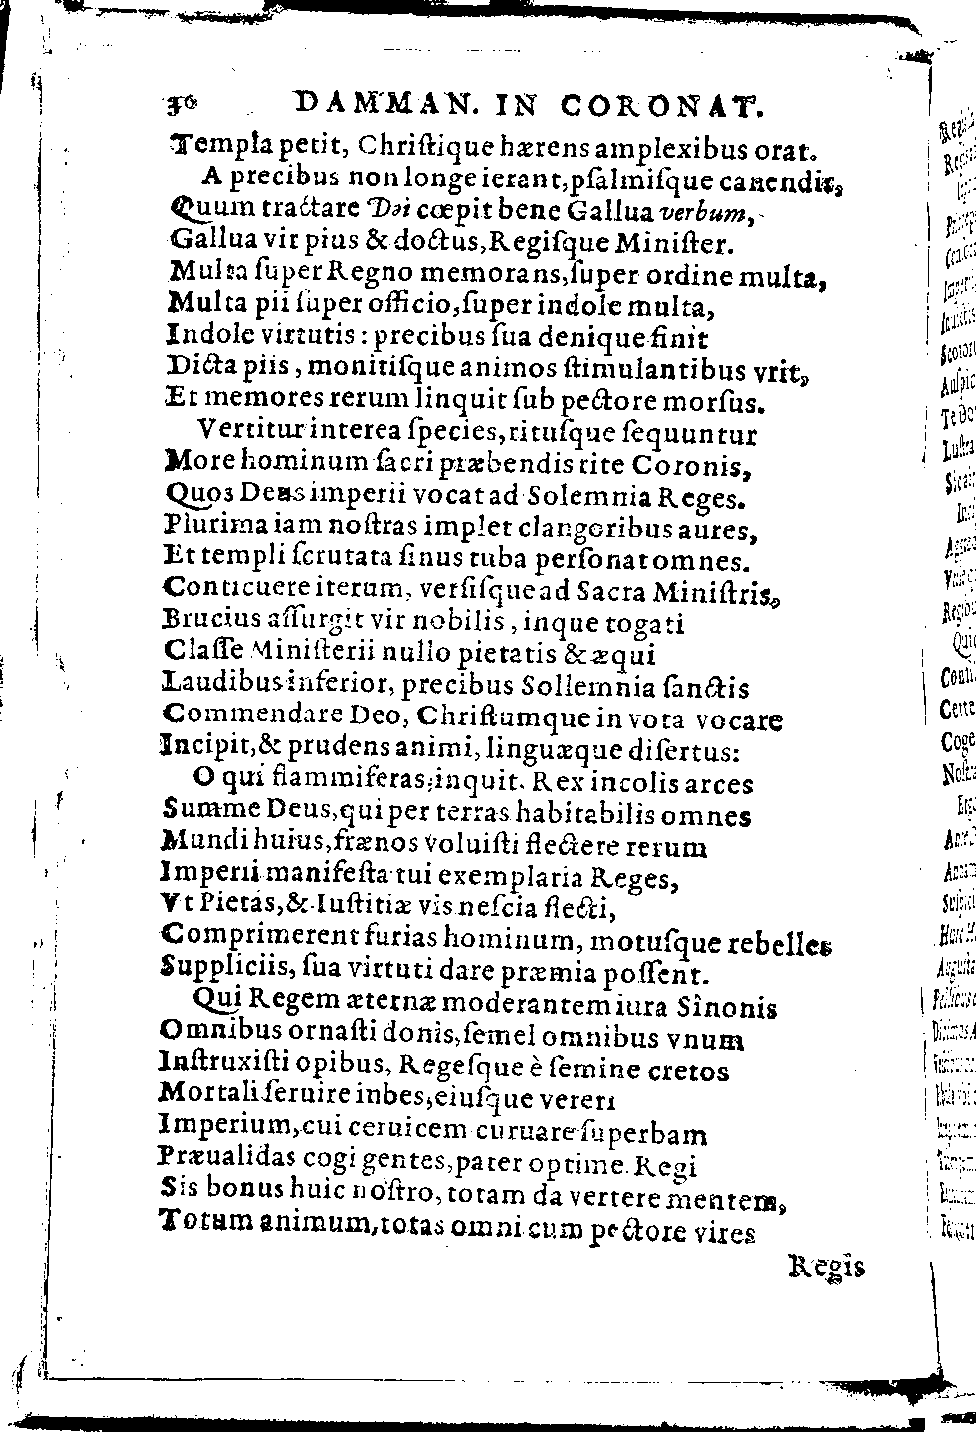 30 DAMMAN. IN CORONAT.
Templa petit, Chriſtique hærens amplexibus orat.
A precibus non longe ierant, pſalmiſque canendis,
Quum tractare Dei cœpit bene Gallua verbum,
Gallua vir pius & doctus, Regiſque Miniſter.
Multa ſuper Regno memorans, ſuper ordine multa,
Multa pii ſuper officio, ſuper indole multa,
Indole virtutis: precibus ſua denique finit
Dicta piis, monitiſque animos ſtimulantibus vrit,
Et memores rerum linquit ſub pectore morſus.
Vertitur interea ſpecies, rituſque ſequuntur
More hominum ſacri præbendis rite Coronis,
Quos Deus imperii vocat ad Solemnia Reges.
Plurima iam noſtras implet clangoribus aures,
Et templi ſcrutata ſinus tuba perſonat omnes.
Conticuere iterum, verſiſque ad Sacra Miniſtris,
Brucius aſſurgit vir nobilis, inque togati
Claſſe Miniſterii nullo pietatis & æqui
Laudibus inferior, precibus Sollemnia ſanctis
Commendare Deo, Chriſtumque in vota vocare
Incipit, & prudens animi, linguæque diſertus:
O qui flammiferas, inquit. Rex incolis arces
Summe Deus, qui per terras habitabilis omnes
Mundi huius, frænos voluiſti flectere rerum
Imperii manifeſta tui exemplaria Reges,
Vt Pietas, & Iuſtitiæ vis neſcia flecti,
Comprimerent furias hominum, motuſque rebelles
Suppliciis, ſua virtuti dare præmia poſſent.
Qui Regem æternæ moderantem iura Sionis
Omnibus ornaſti donis, ſemel omnibus vnum
Inſtruxiſti opibus, Regeſque è ſemine cretos
Mortali ſeruire iubes, eiuſque vereri
Imperium, cui ceruicem curuare ſuperbam
Præualidas cogi gentes, pater optime. Regi
Sis bonus huic noſtro, totam da vertere mentem,
Totum animum, totas omni cum pectore vires
Regis